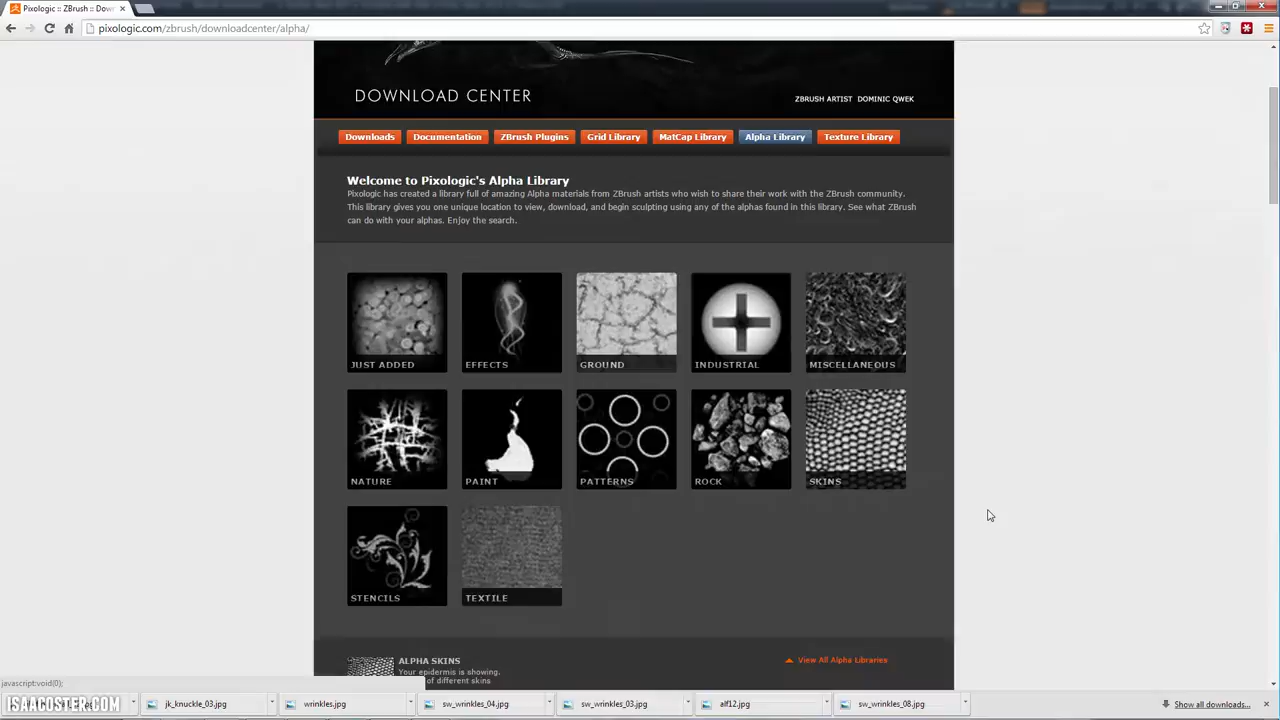 Pixologic :: ZBrush :: Dow
pixologic.com/zbrush/downloadcenter/alpha/
DOWNLOAD CENTER
ZBRUSH ARTIST DOMINIC QWEK
Downloads Documentation ZBrush Plugins Grid Library MatCap Library Alpha Library Texture Library
Welcome to Pixologic's Alpha Library
Pixologic has created a library full of amazing Alpha materials from ZBrush artists who wish to share their work with the ZBrush community.
This library gives you one unique location to view, download, and begin sculpting using any of the alphas found in this library. See what ZBrush
can do with your alphas. Enjoy the search.
JUST ADDED EFFECTS GROUND INDUSTRIAL MISCELLANEOUS
NATURE PAINT PATTERNS ROCK SKINS
STENCILS TEXTILE
ALPHA SKINS
View All Alpha Libraries
Your epidermis is showing.
of different skins
javascript:void(0);
ISAACOSTER.COM
jk_knuckle_03.jpg wrinkles.jpg sw_wrinkles_04.jpg sw_wrinkles_03.jpg alf12.jpg sw_wrinkles_08.jpg Show all downloads...